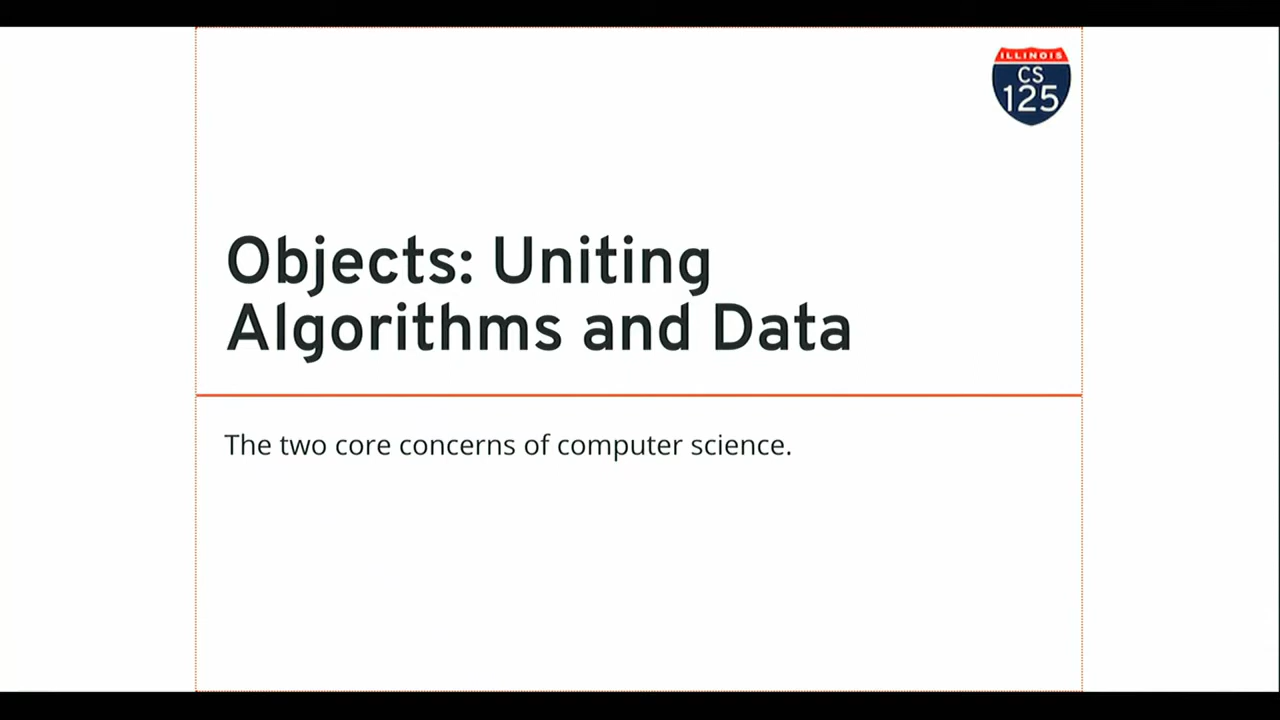 ILLINOIS
CS
125
Objects: Uniting
Algorithms and Data
The two core concerns of computer science.